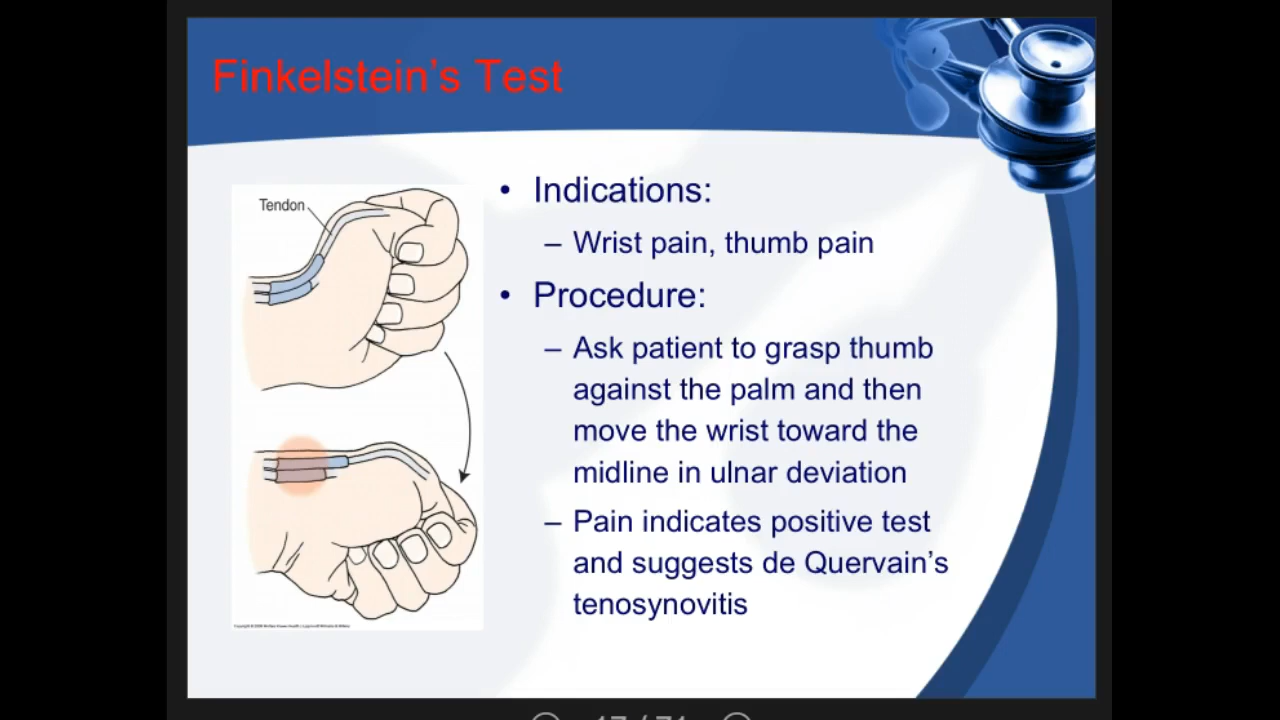 Finkelstein's Test
Tendon
• Indications:
– Wrist pain, thumb pain
• Procedure:
– Ask patient to grasp thumb
against the palm and then
move the wrist toward the
midline in ulnar deviation
– Pain indicates positive test
and suggests de Quervain's
tenosynovitis